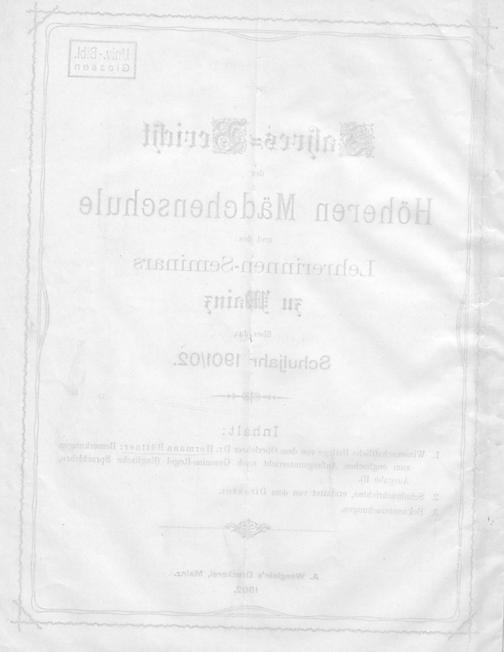 Univ.-Bibl.
Giessen
Jahres=Bericht
der
Höheren Mädchenschule
und des
Lehrerinnen-Seminars
zu Mainz
über das
Schuljahr 1901/02.
Inhalt:
1. Wissenschaftliche Beilage von dem Oberlehrer Dr. Hermann Büttner: Bemerkungen
zum englischen Anfangsunterricht nach Gesenius-Regel (Englische Sprachlehre,
Ausgabe B).
2. Schulnachrichten, erstattet von dem Direktor.
3. Bekanntmachungen.
Druckerei, Mainz.
1902.